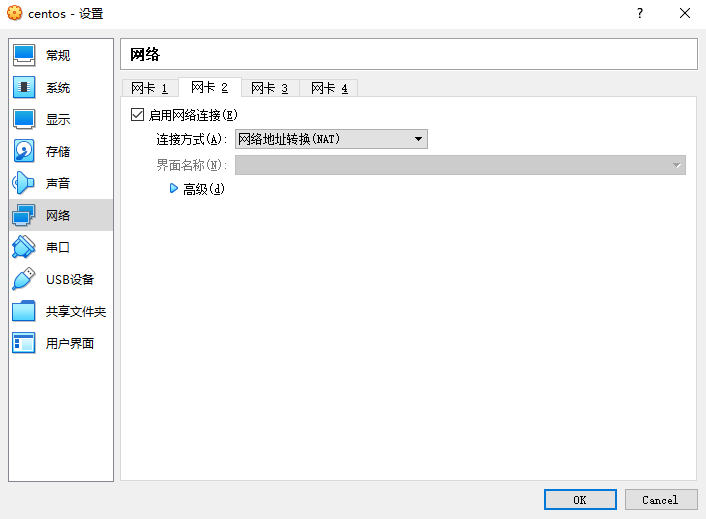 centos - 设置
?
常规
系统
显示
存储
声音
网络
串口
USB设备
共享文件夹
用户界面
网络
网卡 1 网卡 2 网卡 3 网卡 4
启用网络连接(E)
连接方式(A): 网络地址转换(NAT)
界面名称(N):
高级(d)
OK Cancel